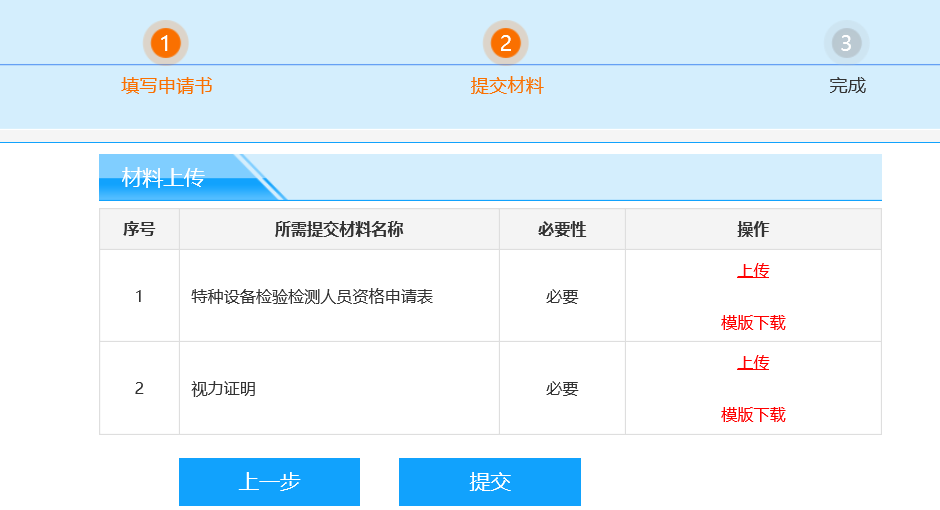 1
2
3
填写申请书
提交材料
完成
材料上传
序号 所需提交材料名称 必要性 操作
1 特种设备检验检测人员资格申请表 必要 上传
模版下载
2 视力证明 必要 上传
模版下载
上一步 提交